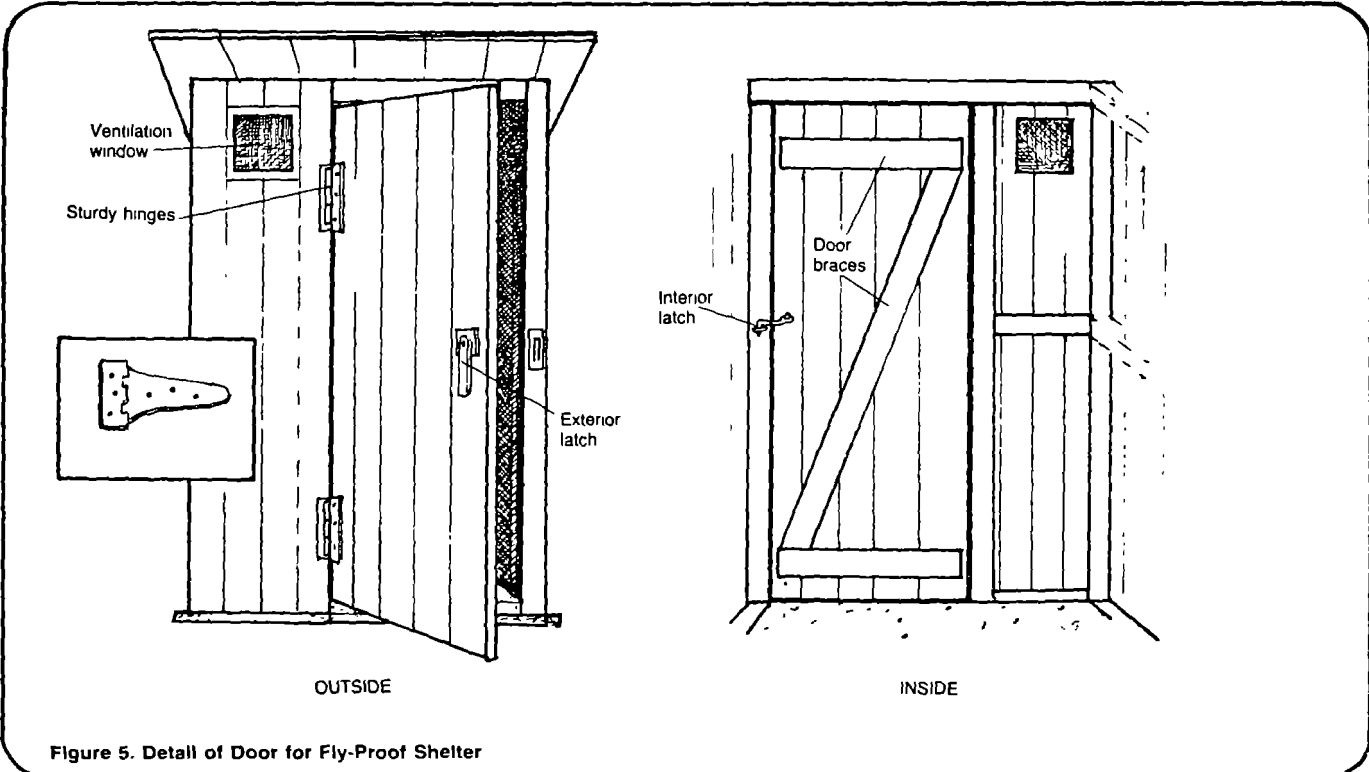 Ventilation
window
Sturdy hinges
Exterior
latch
OUTSIDE
Door
braces
Interior
latch
INSIDE
Figure 5. Detail of Door for Fly-Proof Shelter